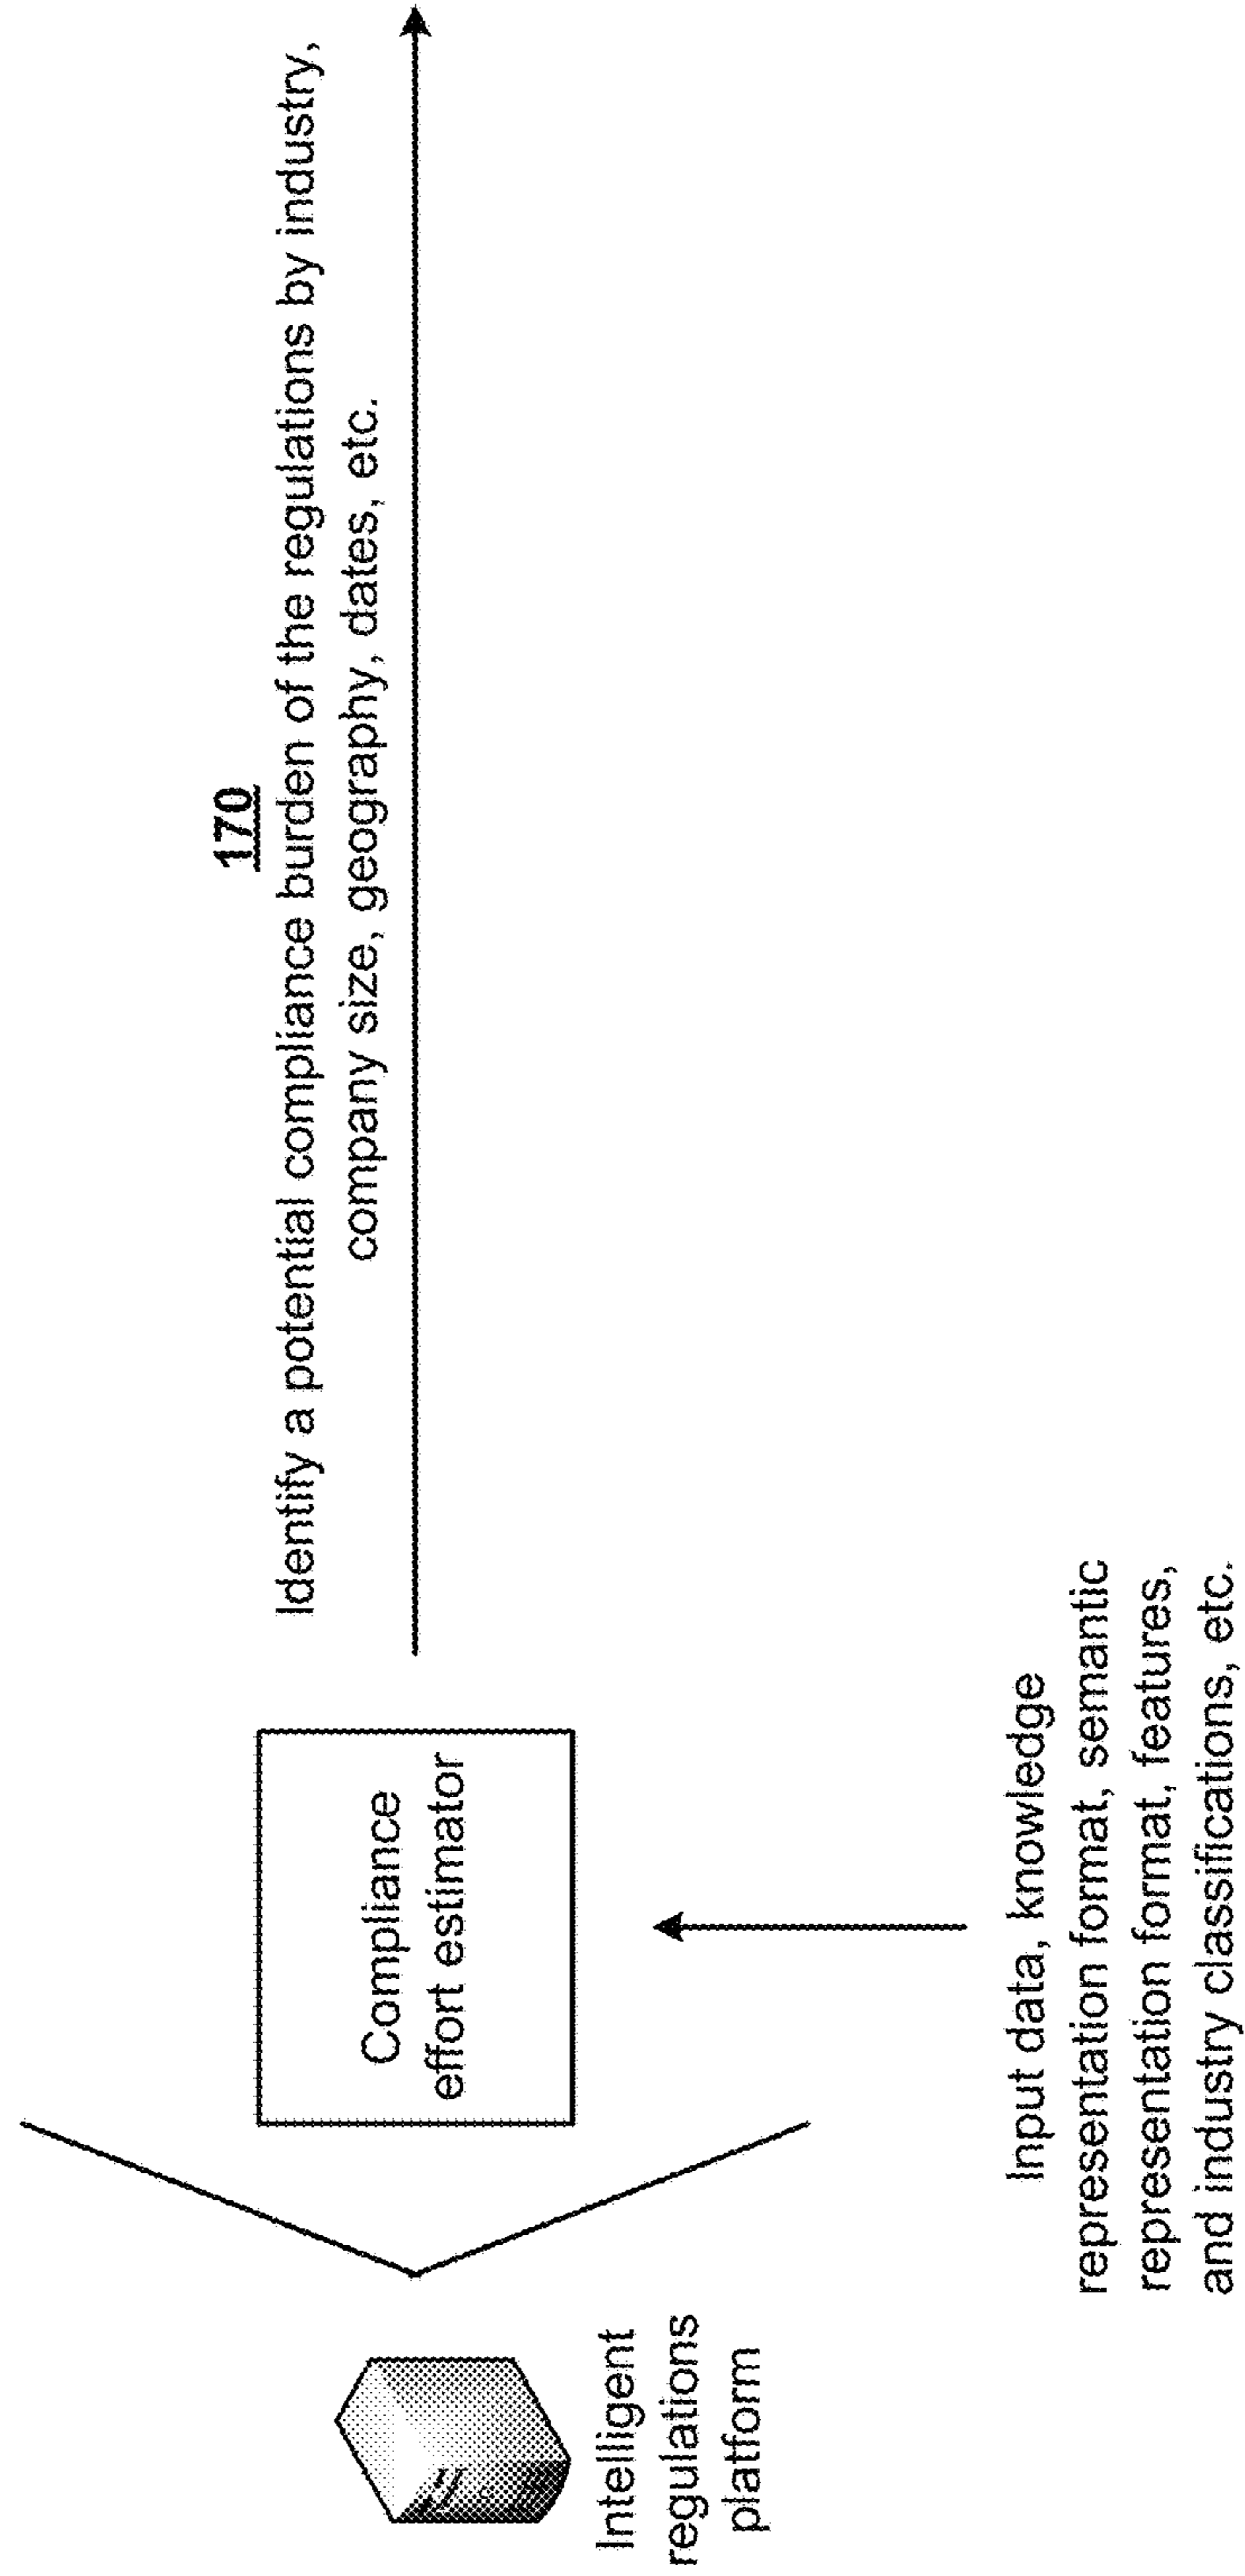 170
Identify a potential compliance burden of the regulations by industry,
company size, geography, dates, etc.
Compliance
effort estimator
Intelligent
regulations
platform
Input data, knowledge
representation format, semantic
representation format, features,
and industry classifications, etc.